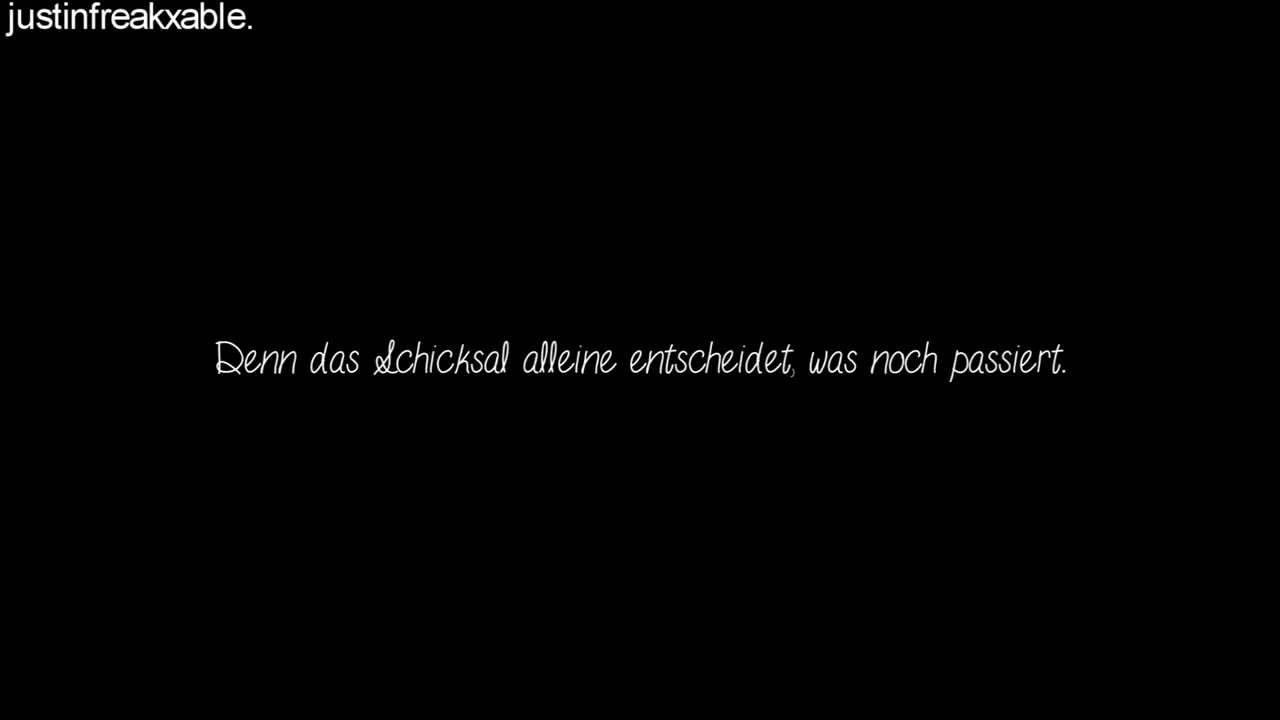 justinfreakxable.
Denn das Schicksal alleine entscheidet, was noch passiert.